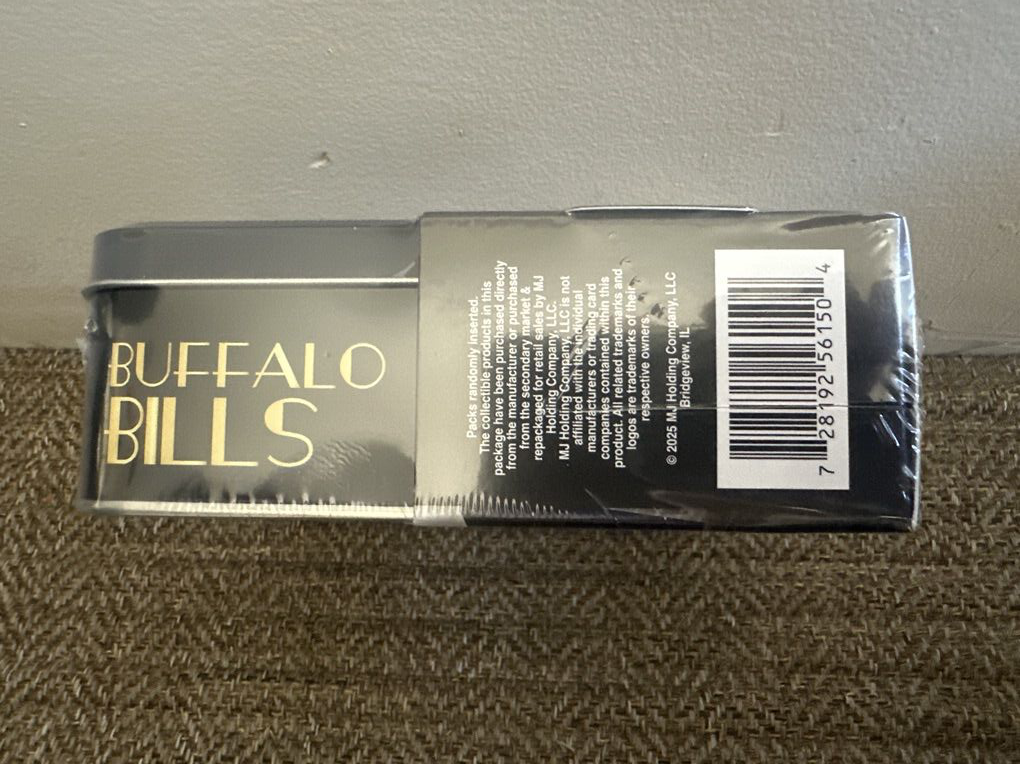 BUFFALO
BILLS
Packs randomly inserted.
The collectible products in this
package have been purchased directly
from the manufacturer or purchased
from the secondary market &
repackaged for retail sales by MJ
Holding Company, LLC.
MJ Holding Company, LLC is not
affiliated with the individual
manufacturers or trading card
companies contained within this
product. All related trademarks and
logos are trademarks of their
respective owners.
© 2025 MJ Holding Company, LLC
Bridgeview, IL
7 28192 56150 4